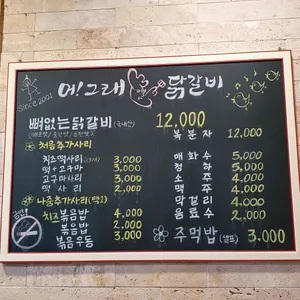 Since 2001
어!그래 닭갈비
뼈없는닭갈비 (국내산) 12,000
복분자 12,000
처음추가사리
치즈떡사리 3,000
떡+고구마 3,000
고구마사리 3,000
떡사리 2,000
매화수 5,000
청하 5,000
소주 4,000
맥주 4,000
막걸리 4,000
음료수 2,000
나중추가사리
치즈볶음밥 4,000
볶음밥 2,000
볶음우동 3,000
주먹밥 (셀프) 3,000